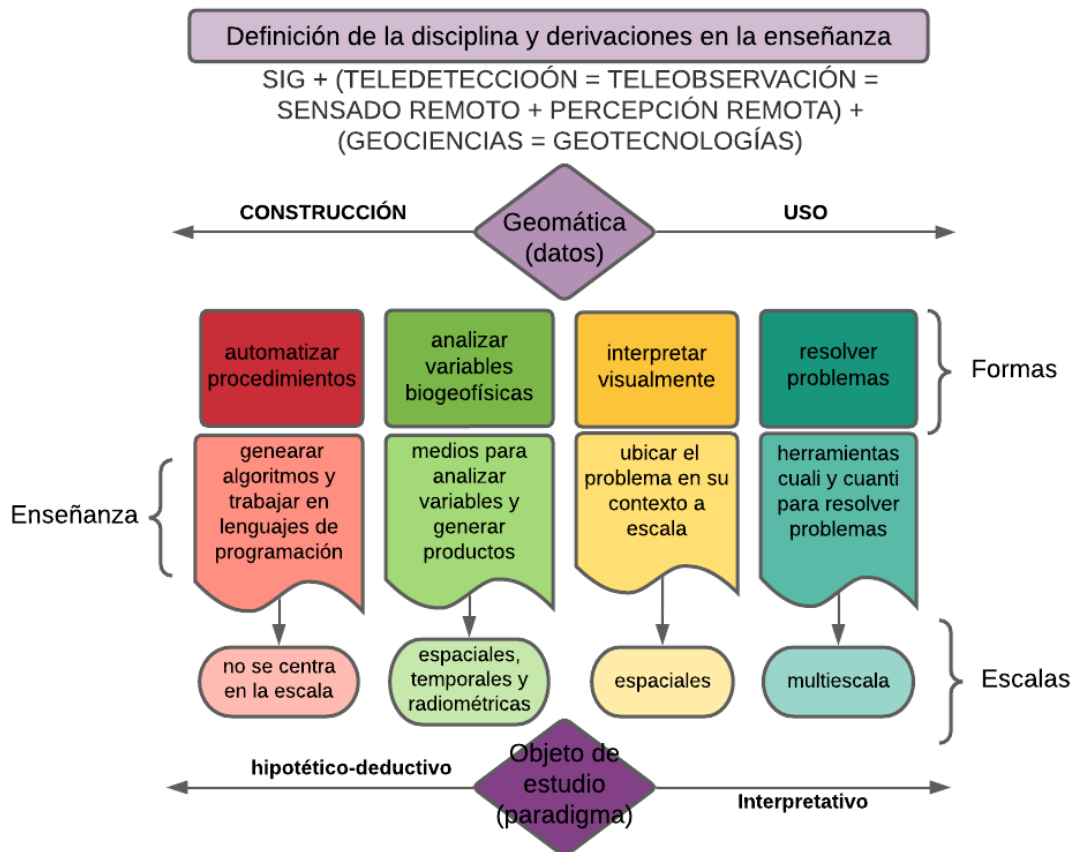 Definición de la disciplina y derivaciones en la enseñanza
SIG + (TELEDETECCIOÓN = TELEOBSERVACIÓN =
SENSADO REMOTO + PERCEPCIÓN REMOTA) +
(GEOCIENCIAS = GEOTECNOLOGÍAS)
CONSTRUCCIÓN
Geomática
(datos)
USO
automatizar
procedimientos
analizar
variables
biogeofísicas
interpretar
visualmente
resolver
problemas
Formas
Enseñanza
genearar
algoritmos y
trabajar en
lenguajes de
programación
medios para
analizar
variables y
generar
productos
ubicar el
problema en su
contexto a
escala
herramientas
cuali y cuanti
para resolver
problemas
no se centra
en la escala
espaciales,
temporales y
radiométricas
espaciales
multiescala
Escalas
hipotético-deductivo
Objeto de
estudio
(paradigma)
Interpretativo